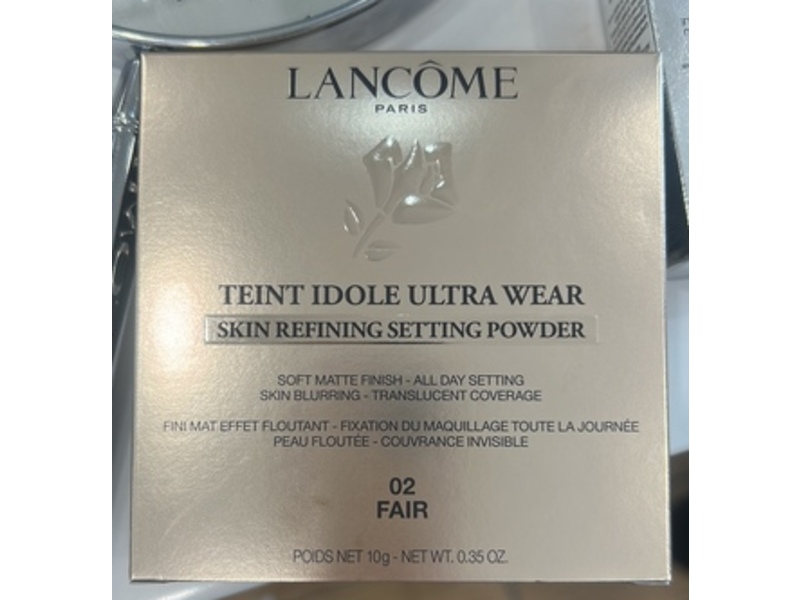 LANCÔME
PARIS
TEINT IDOLE ULTRA WEAR
SKIN REFINING SETTING POWDER
SOFT MATTE FINISH - ALL DAY SETTING
SKIN BLURRING - TRANSLUCENT COVERAGE
FINI MAT EFFET FLOUTANT - FIXATION DU MAQUILLAGE TOUTE LA JOURNÉE
PEAU FLOUTÉE - COUVRANCE INVISIBLE
02
FAIR
POIDS NET 10g - NET WT. 0.35 OZ.